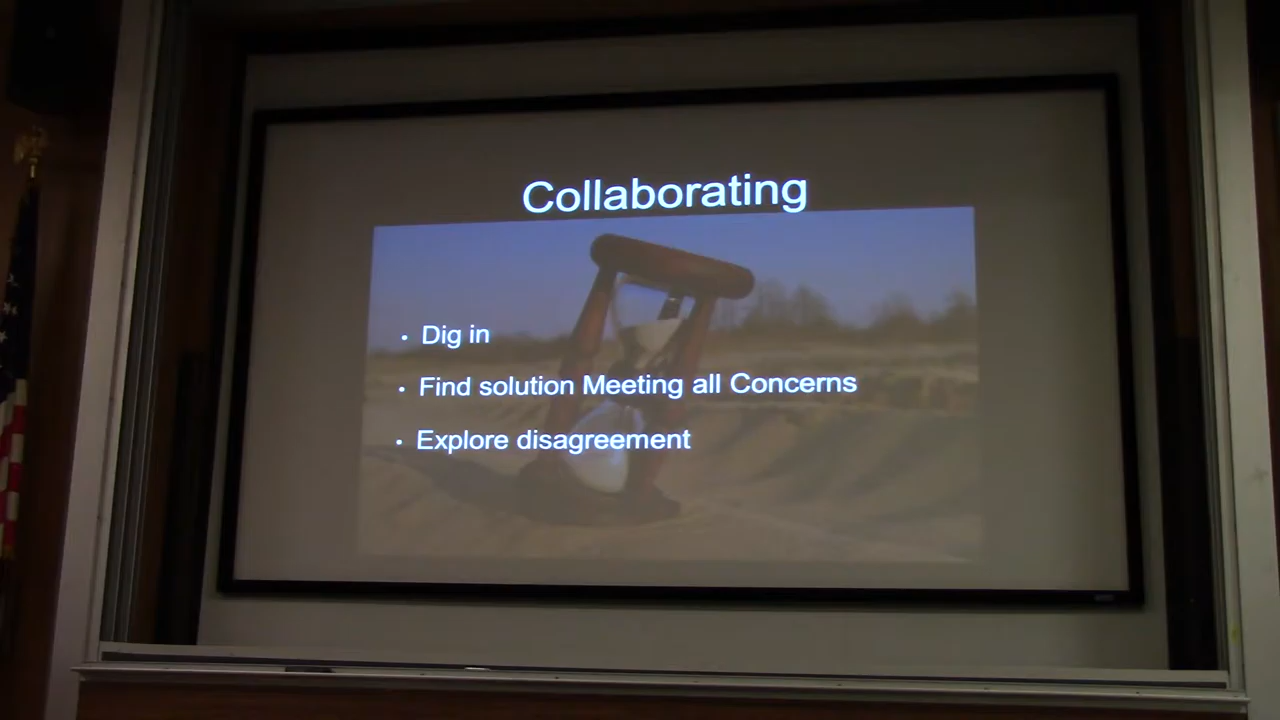 Collaborating
• Dig in
• Find solution Meeting all Concerns
• Explore disagreement